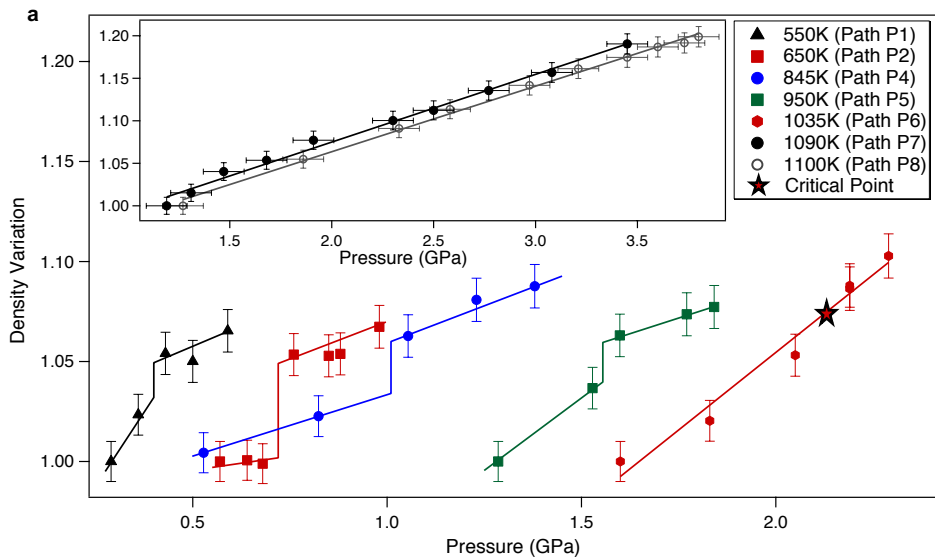 a
1.20
1.15
1.10
1.05
1.00
Density Variation
0.5
1.0
1.5
2.0
Pressure (GPa)
1.20
1.15
1.10
1.05
1.00
1.5
2.0
2.5
3.0
3.5
Pressure (GPa)
550K (Path P1)
650K (Path P2)
845K (Path P4)
950K (Path P5)
1035K (Path P6)
1090K (Path P7)
1100K (Path P8)
Critical Point